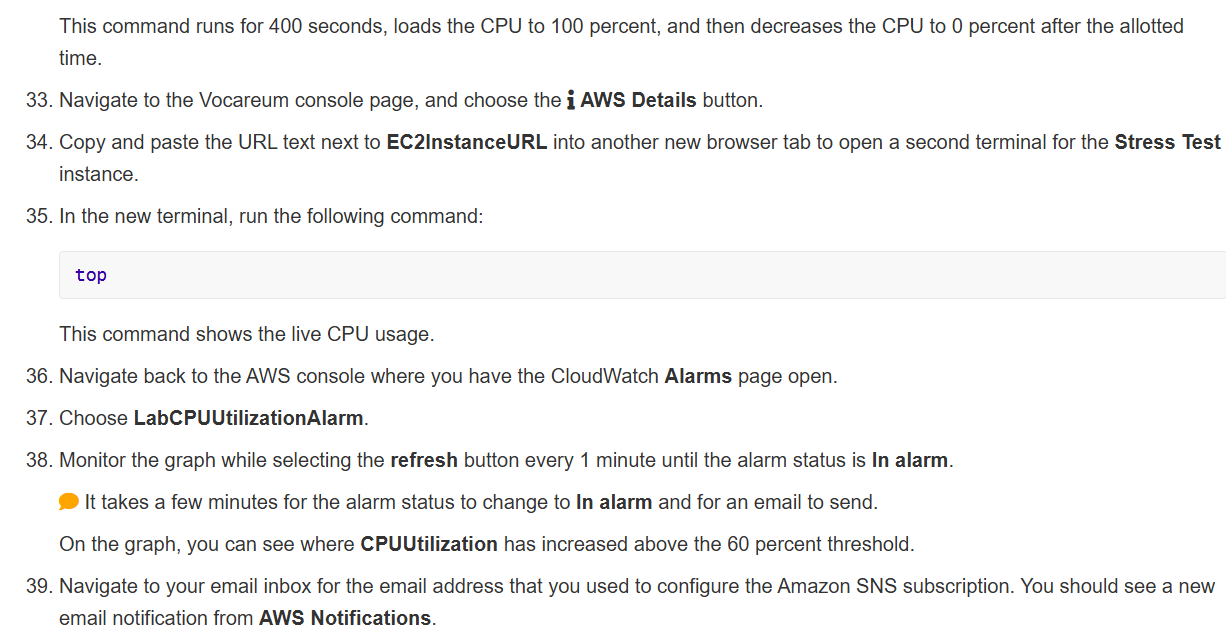 This command runs for 400 seconds, loads the CPU to 100 percent, and then decreases the CPU to 0 percent after the allotted
time.
33. Navigate to the Vocareum console page, and choose the i AWS Details button.
34. Copy and paste the URL text next to EC2InstanceURL into another new browser tab to open a second terminal for the Stress Test
instance.
35. In the new terminal, run the following command:
top
This command shows the live CPU usage.
36. Navigate back to the AWS console where you have the CloudWatch Alarms page open.
37. Choose LabCPUUtilizationAlarm.
38. Monitor the graph while selecting the refresh button every 1 minute until the alarm status is In alarm.
It takes a few minutes for the alarm status to change to In alarm and for an email to send.
On the graph, you can see where CPUUtilization has increased above the 60 percent threshold.
39. Navigate to your email inbox for the email address that you used to configure the Amazon SNS subscription. You should see a new
email notification from AWS Notifications.